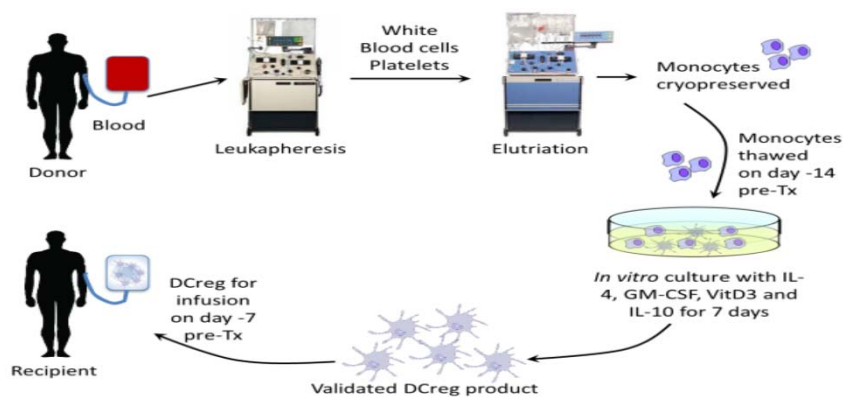 White
Blood cells
Platelets
Monocytes
cryopreserved
Blood
Donor
Leukapheresis
Elutriation
Monocytes
thawed
on day -14
pre-Tx
In vitro culture with IL-
4, GM-CSF, VitD3 and
IL-10 for 7 days
DCreg for
infusion
on day -7
pre-Tx
Recipient
Validated DCreg product